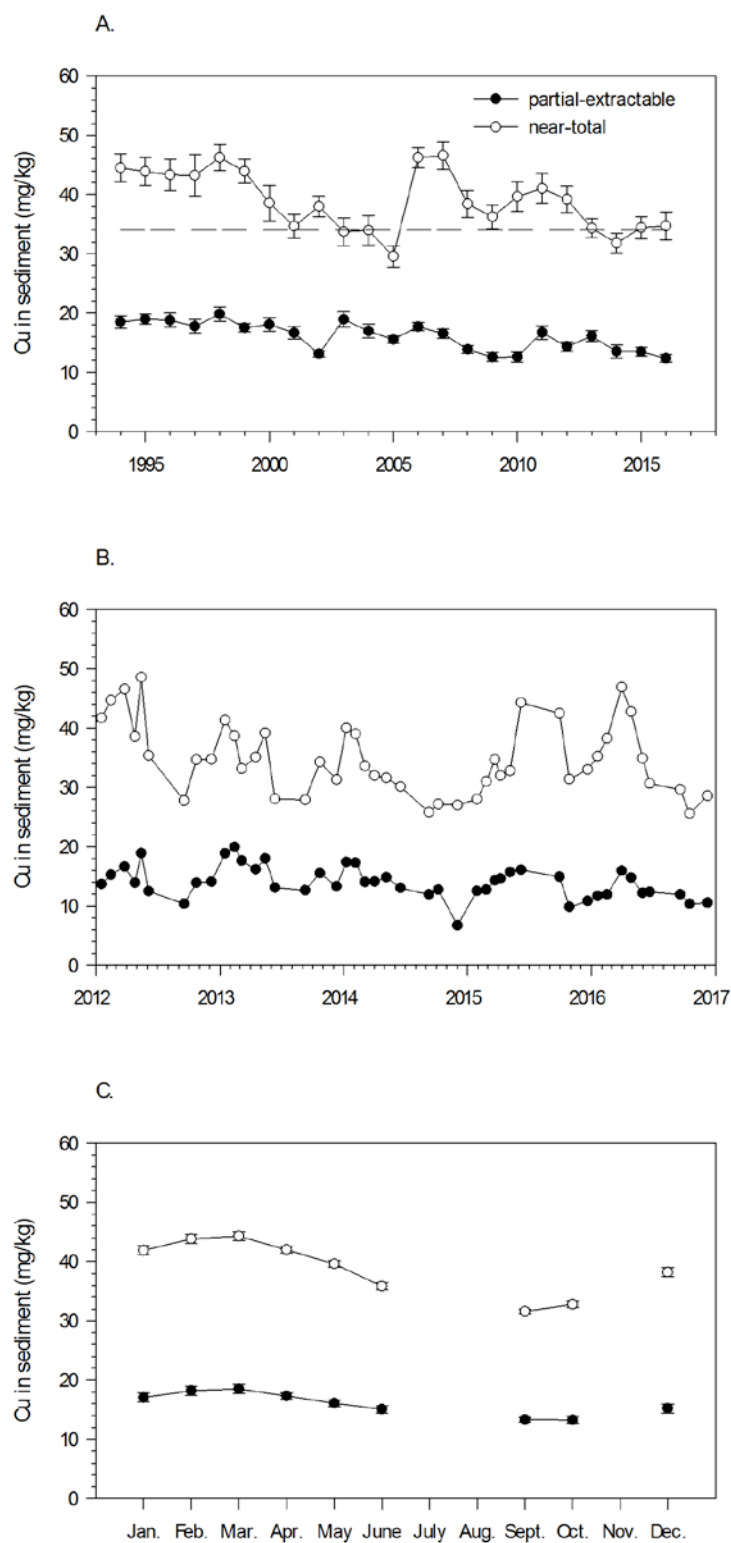 A.
60
50
40
30
20
10
0
Cu in sediment (mg/kg)
partial-extractable
near-total
1995 2000 2005 2010 2015
B.
60
50
40
30
20
10
0
Cu in sediment (mg/kg)
2012 2013 2014 2015 2016 2017
C.
60
50
40
30
20
10
0
Cu in sediment (mg/kg)
Jan. Feb. Mar. Apr. May June July Aug. Sept. Oct. Nov. Dec.